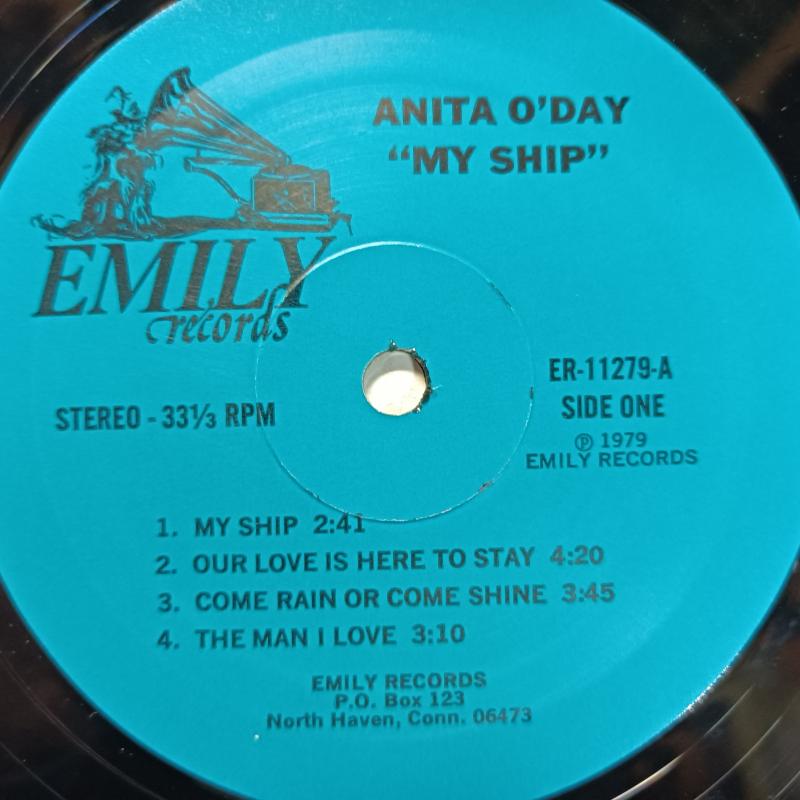 ANITA O'DAY
"MY SHIP"
EMILY
records
STEREO - 33⅓ RPM
ER-11279-A
SIDE ONE
℗ 1979
EMILY RECORDS
1. MY SHIP 2:41
2. OUR LOVE IS HERE TO STAY 4:20
3. COME RAIN OR COME SHINE 3:45
4. THE MAN I LOVE 3:10
EMILY RECORDS
P.O. Box 123
North Haven, Conn. 06473